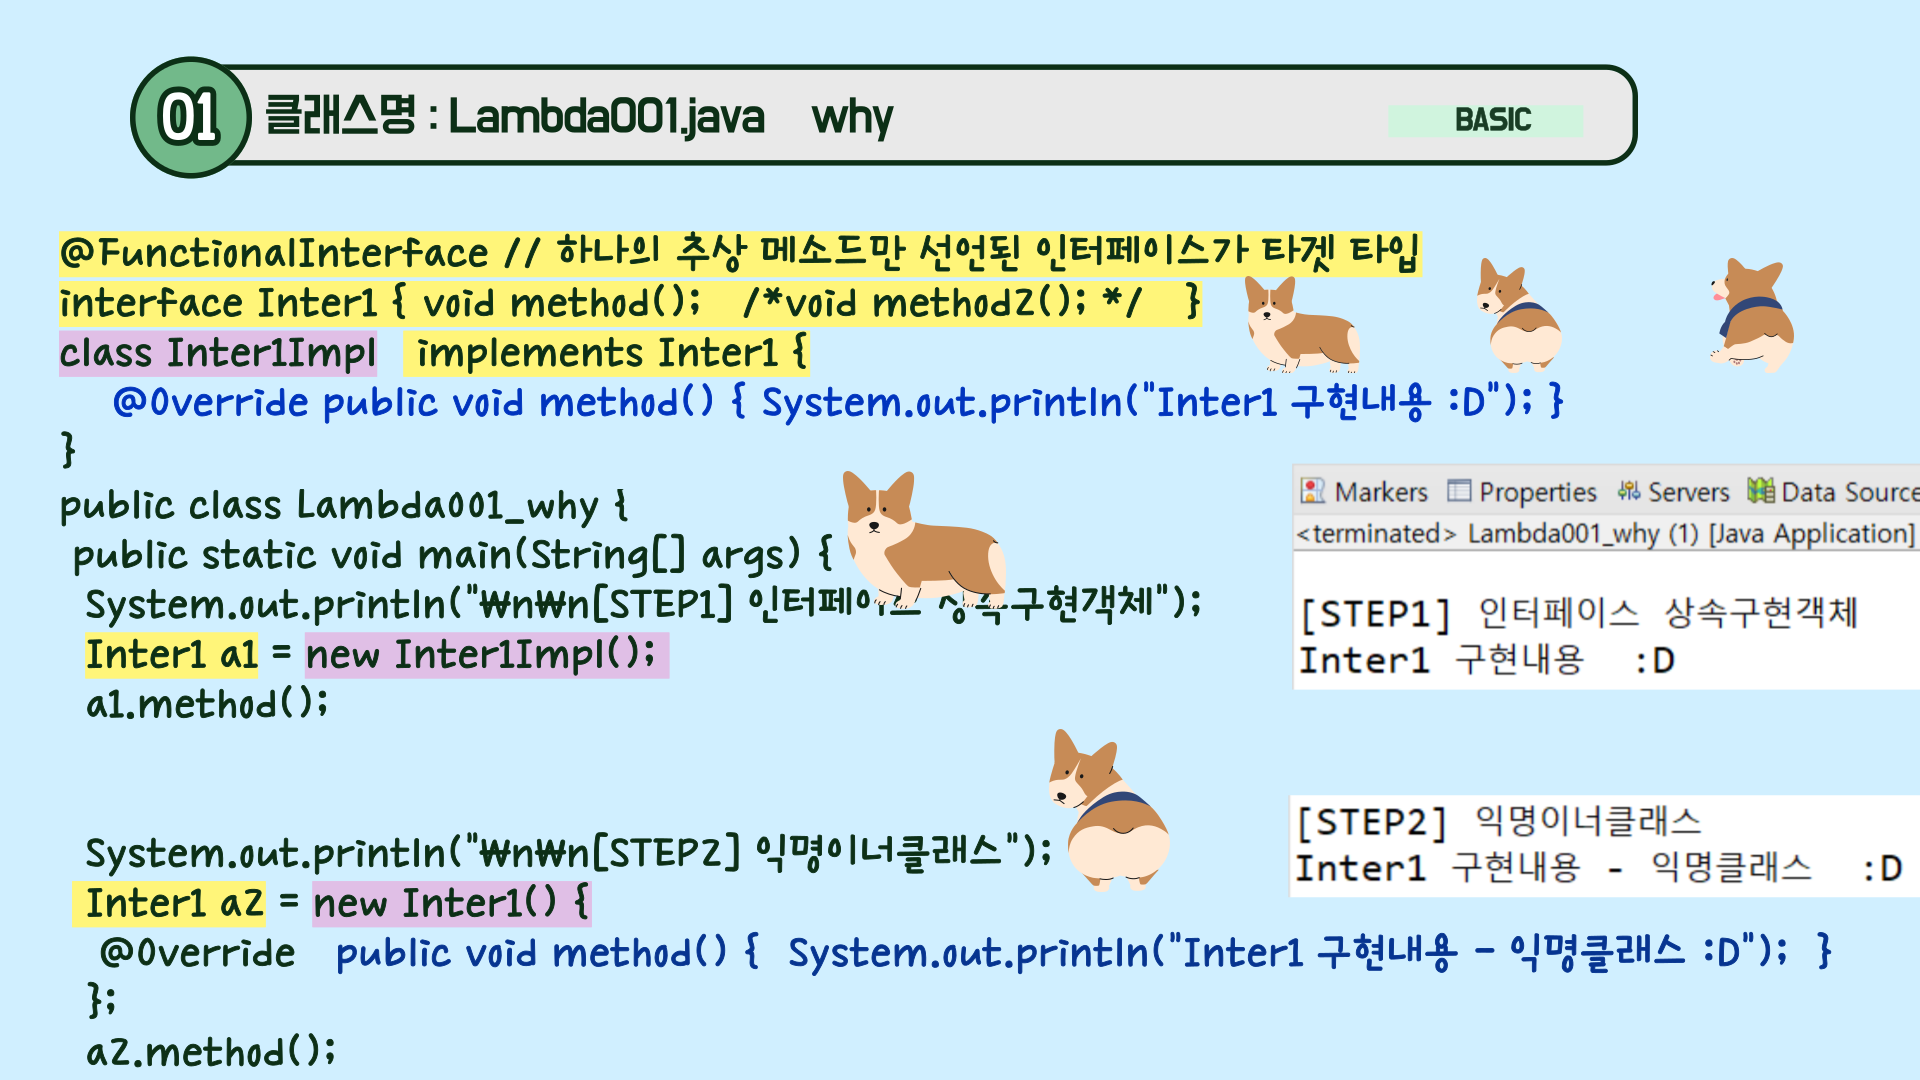 01 클래스명 : Lambda001.java why BASIC
@FunctionalInterface // 하나의 추상 메소드만 선언된 인터페이스가 타겟 타입
interface Inter1 { void method(); /*void method2(); */ }
class Inter1Impl implements Inter1 {
@Override public void method() { System.out.println("Inter1 구현내용 :D"); }
}
public class Lambda001_why {
public static void main(String[] args) {
System.out.println("₩n₩n[STEP1] 인터페이스 상속구현객체");
Inter1 a1 = new Inter1Impl();
a1.method();
Markers Properties Servers Data Source
<terminated> Lambda001_why (1) [Java Application]
[STEP1] 인터페이스 상속구현객체
Inter1 구현내용 :D
System.out.println("₩n₩n[STEP2] 익명이너클래스");
Inter1 a2 = new Inter1() {
@Override public void method() { System.out.println("Inter1 구현내용 - 익명클래스 :D"); }
};
a2.method();
[STEP2] 익명이너클래스
Inter1 구현내용 - 익명클래스 :D